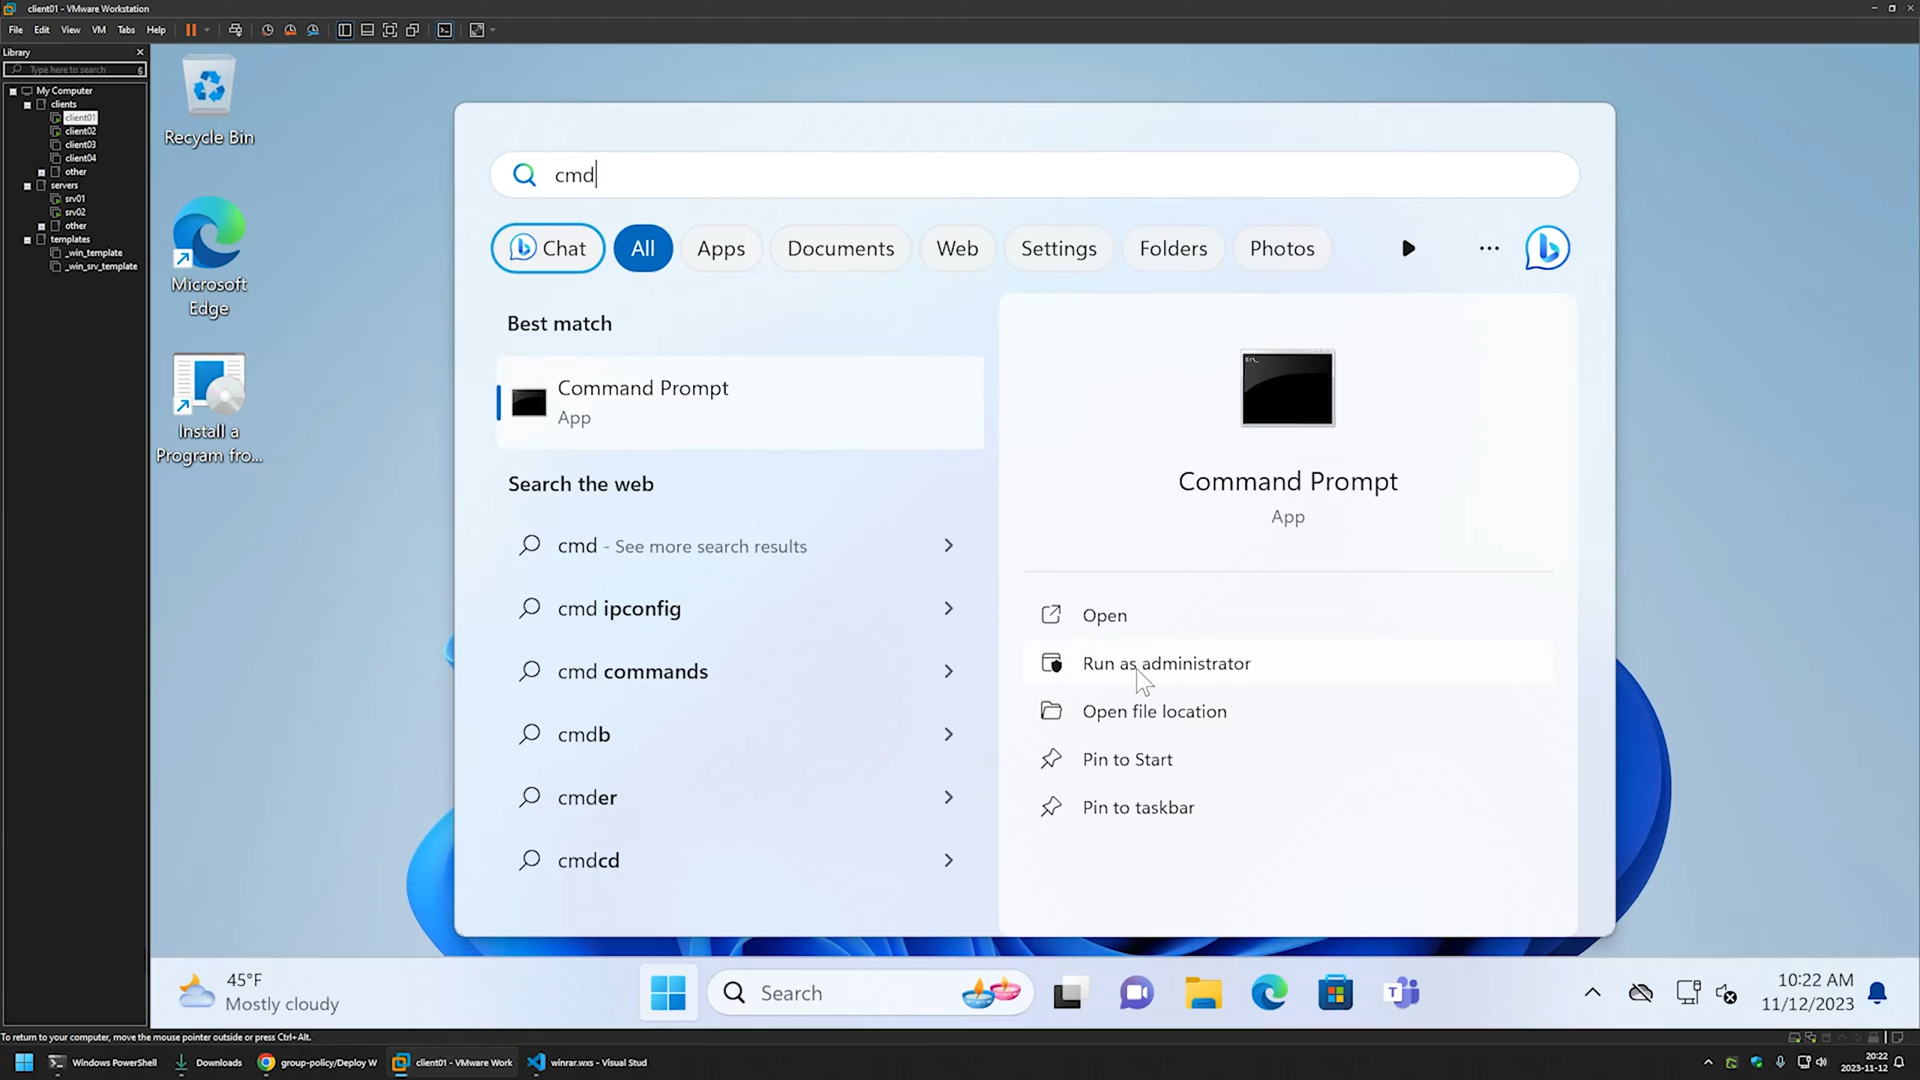 client01 - VMware Workstation
File Edit View VM Tabs Help
Library
Type here to search
My Computer
clients
client01
client02
client03
client04
other
servers
srv01
srv02
other
templates
_win_template
_win_srv_template
Recycle Bin
Microsoft
Edge
Install a
Program fro...
cmd
Chat All Apps Documents Web Settings Folders Photos
Best match
Command Prompt
App
Search the web
cmd - See more search results
cmd ipconfig
cmd commands
cmdb
cmder
cmdcd
Command Prompt
App
Open
Run as administrator
Open file location
Pin to Start
Pin to taskbar
45°F
Mostly cloudy
Search
10:22 AM
11/12/2023
To return to your computer, move the mouse pointer outside or press Ctrl+Alt.
Windows PowerShell Downloads group-policy/Deploy W client01 - VMware Work winrar.wxs - Visual Stud
20:22
2023-11-12